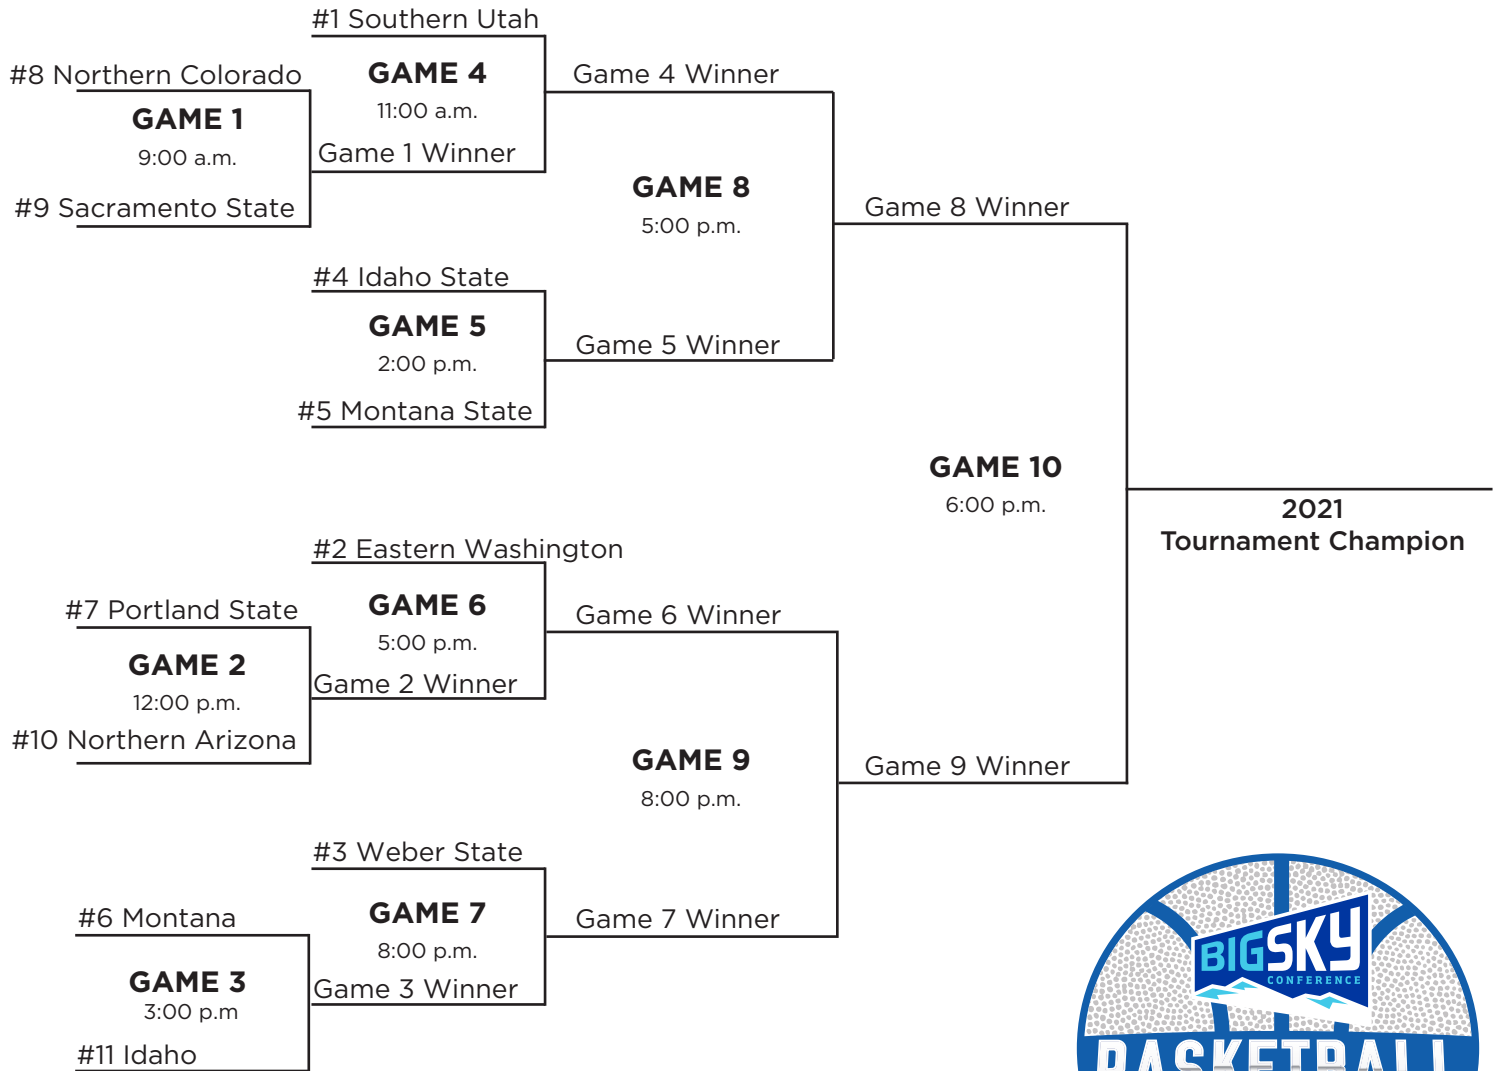 #1 Southern Utah
#8 Northern Colorado
GAME 4
11:00 a.m.
Game 4 Winner
GAME 1
9:00 a.m.
Game 1 Winner
#9 Sacramento State
GAME 8
5:00 p.m.
Game 8 Winner
#4 Idaho State
GAME 5
2:00 p.m.
Game 5 Winner
#5 Montana State
GAME 10
6:00 p.m.
2021
Tournament Champion
#2 Eastern Washington
#7 Portland State
GAME 6
5:00 p.m.
Game 6 Winner
GAME 2
12:00 p.m.
Game 2 Winner
#10 Northern Arizona
GAME 9
8:00 p.m.
Game 9 Winner
#3 Weber State
#6 Montana
GAME 7
8:00 p.m.
Game 7 Winner
GAME 3
3:00 p.m
Game 3 Winner
#11 Idaho
BIGSKY
CONFERENCE
BASKETBALL